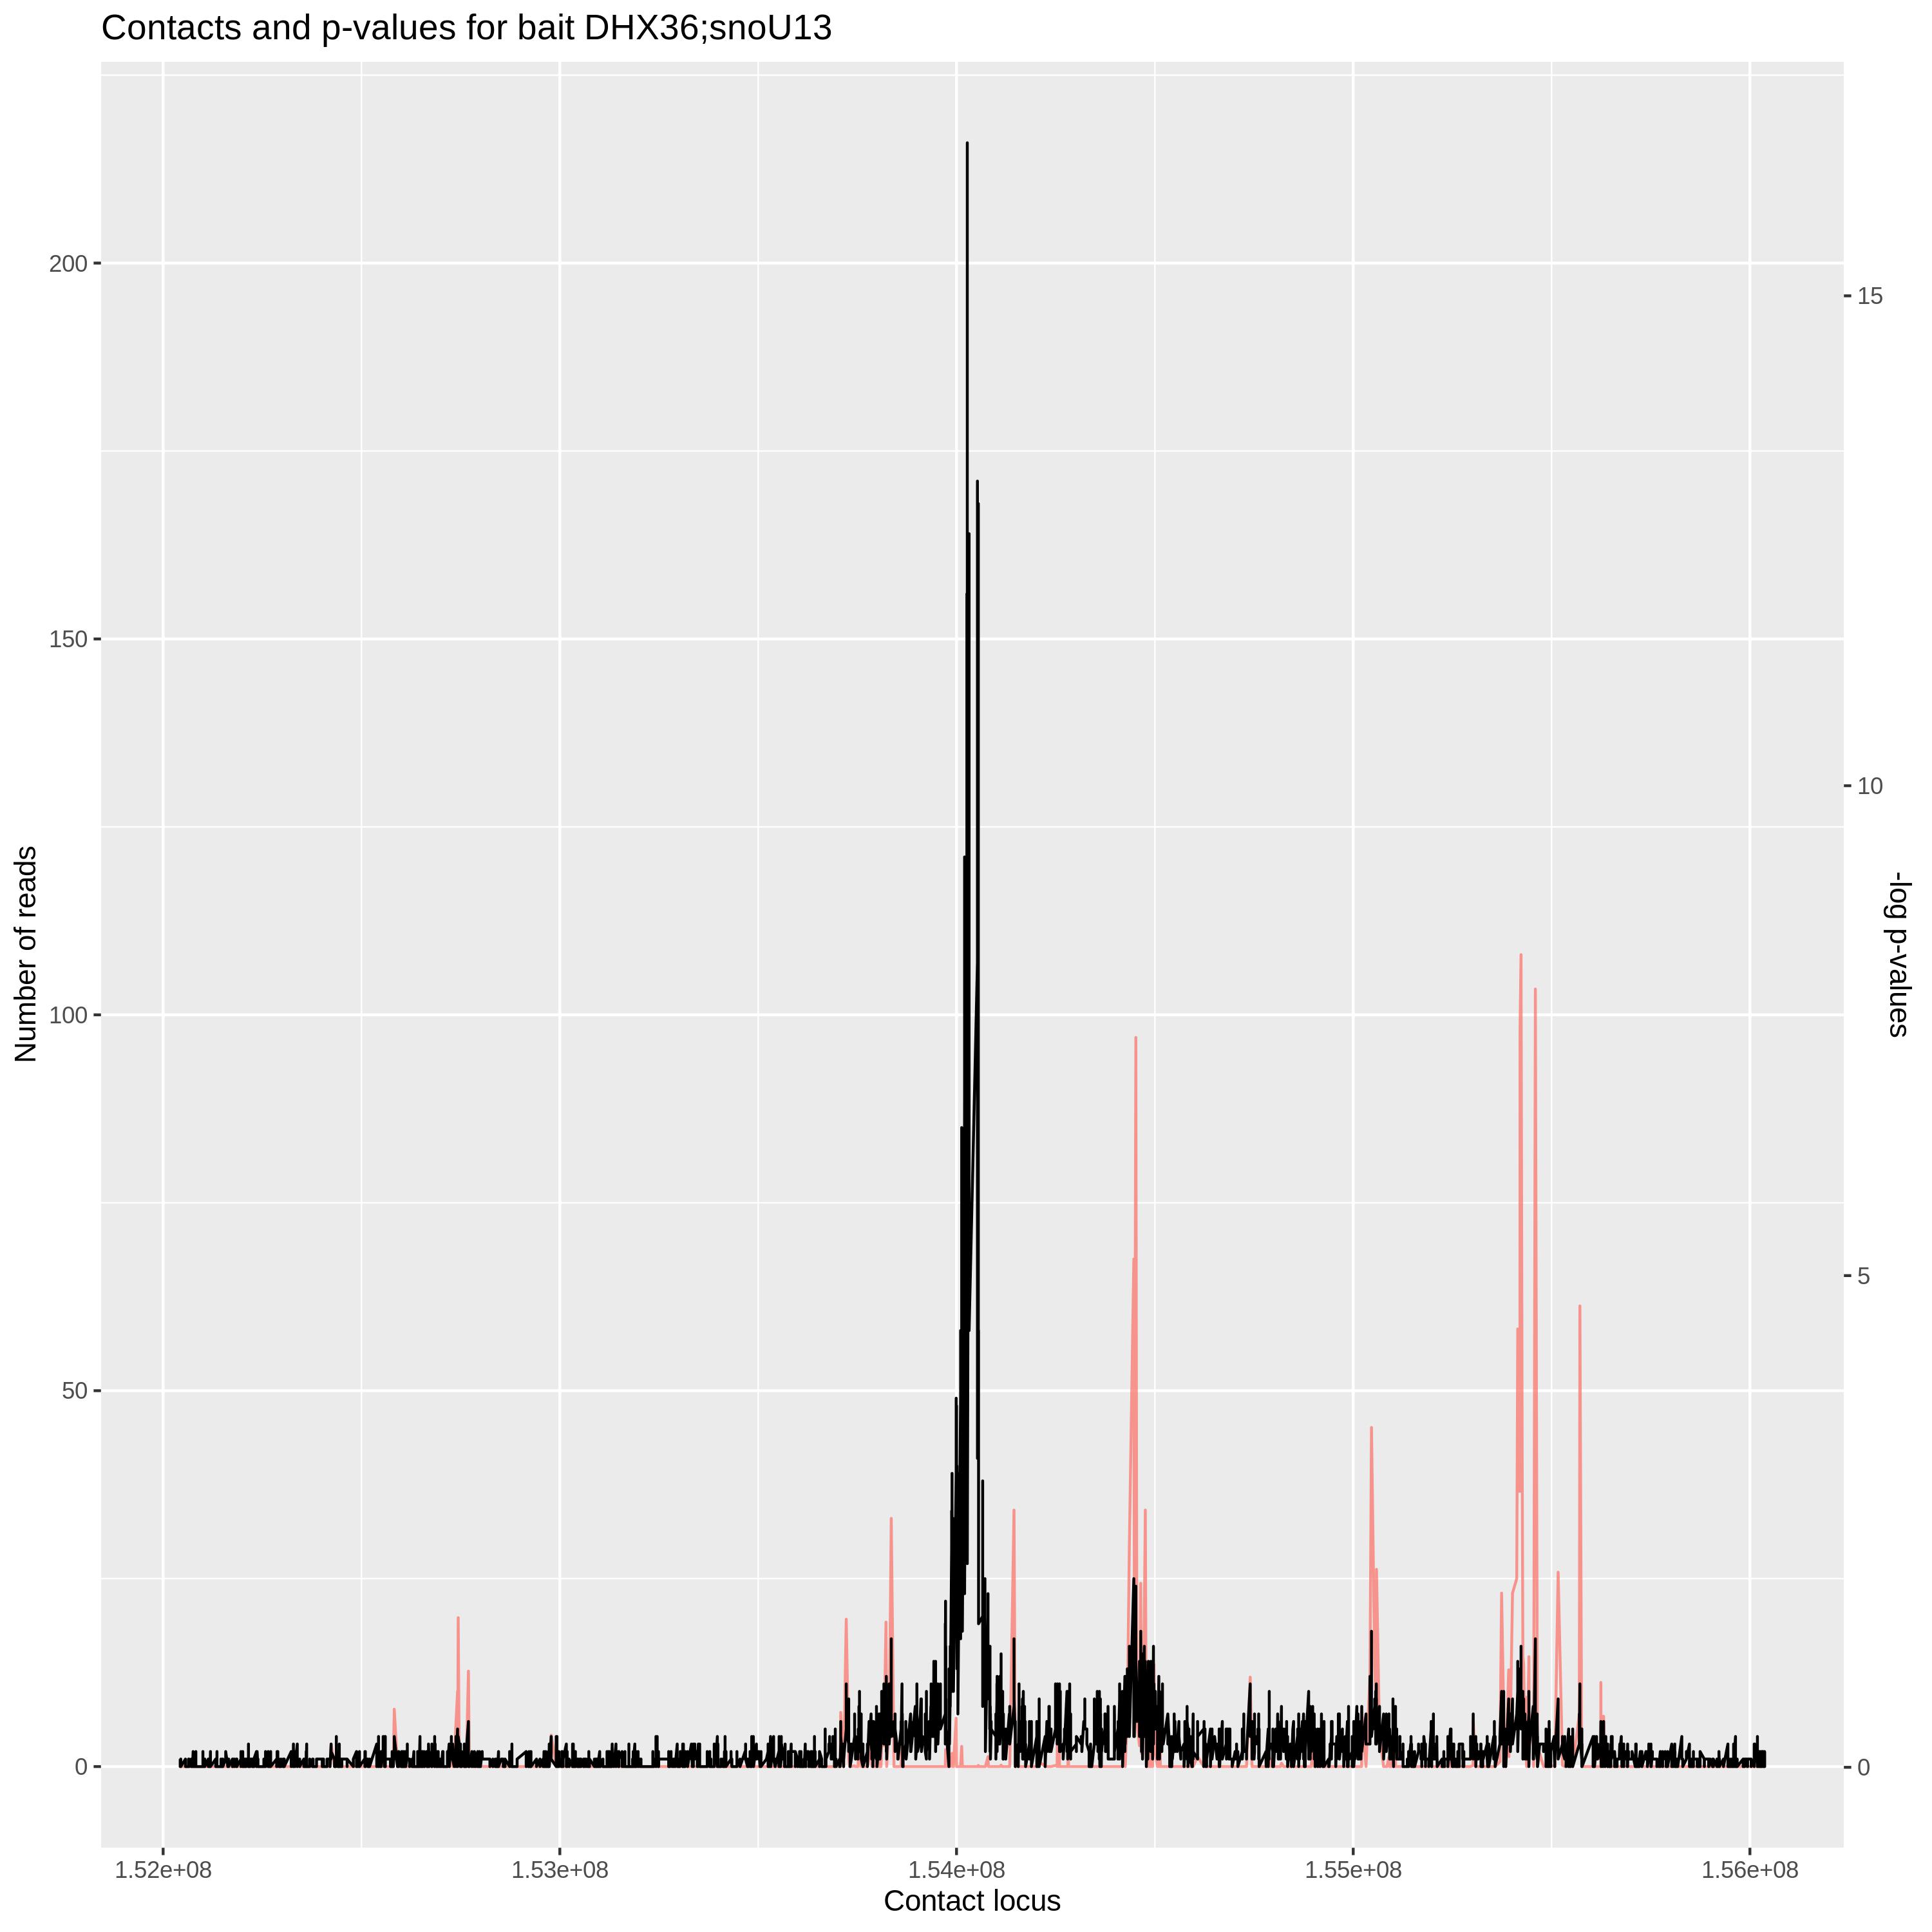 Contacts and p-values for bait DHX36;snoU13
200
150
100
50
0
Number of reads
15
10
5
0
-log p-values
1.52e+08 1.53e+08 1.54e+08 1.55e+08 1.56e+08
Contact locus